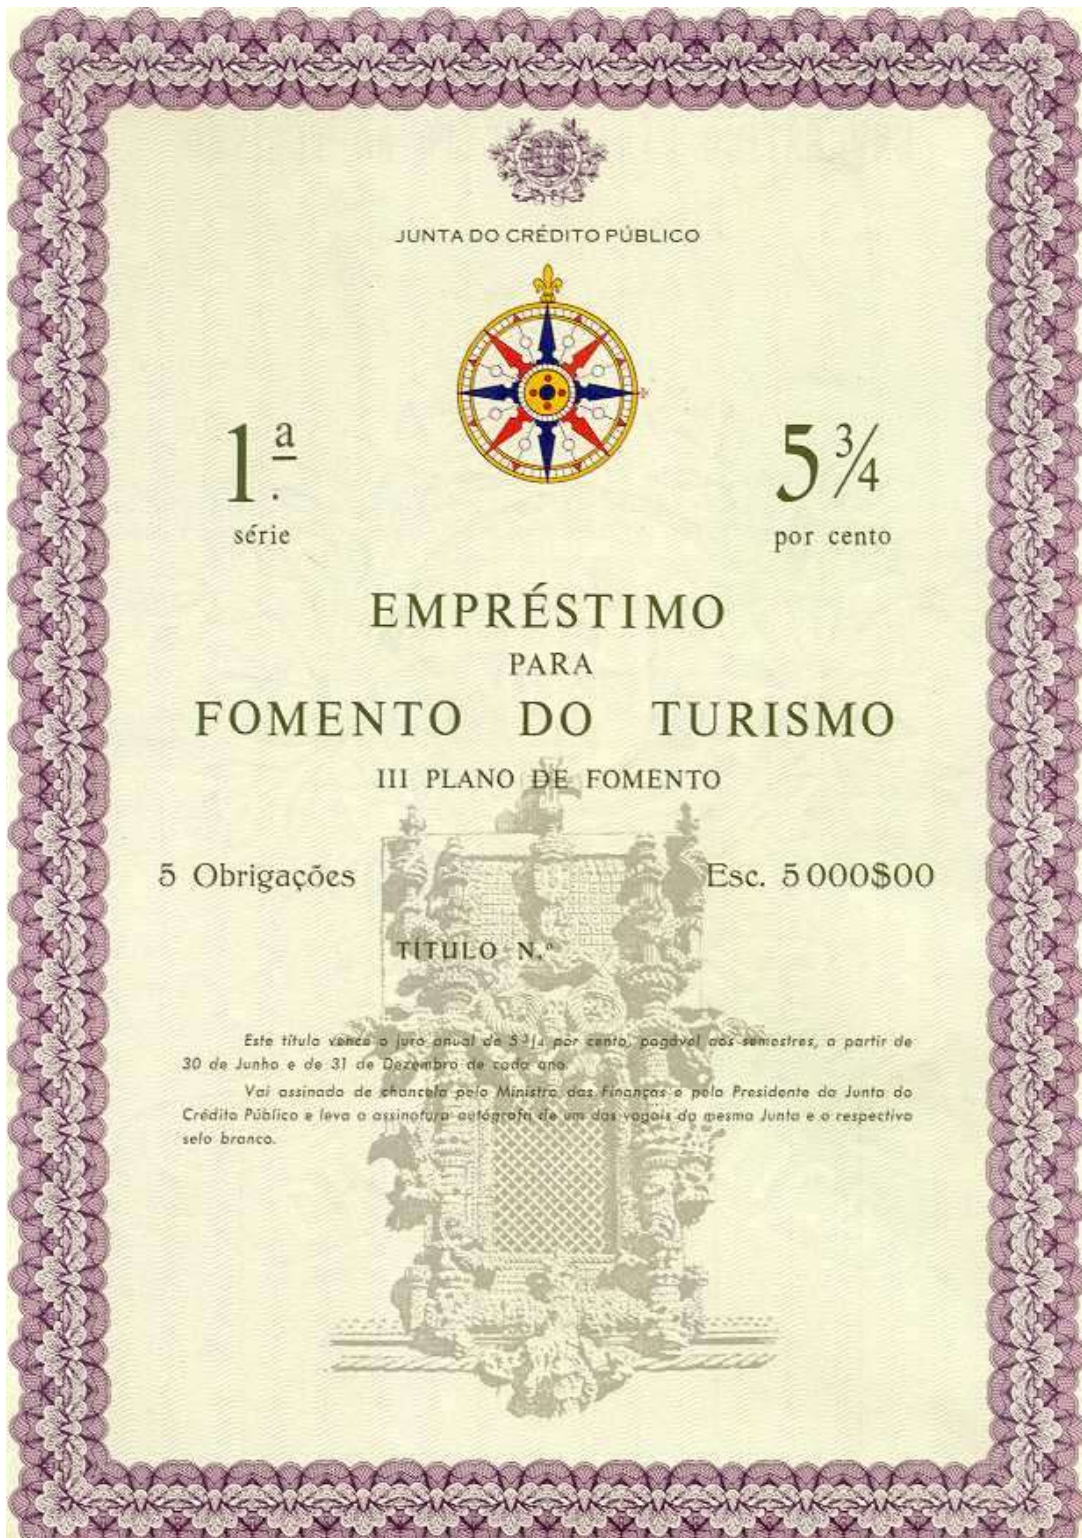 JUNTA DO CRÉDITO PÚBLICO
1.ª
série
5 3/4
por cento
EMPRÉSTIMO
PARA
FOMENTO DO TURISMO
III PLANO DE FOMENTO
5 Obrigações
Esc. 5 000$00
TÍTULO N.º
Este título vence o juro anual de 5 3/4 por cento, pagável aos semestres, a partir de
30 de Junho e de 31 de Dezembro de cada ano.
Vai assinado de chancela pelo Ministro das Finanças e pelo Presidente da Junta do
Crédito Público e leva a assinatura autógrafa de um dos vogais da mesma Junta e o respectivo
selo branco.